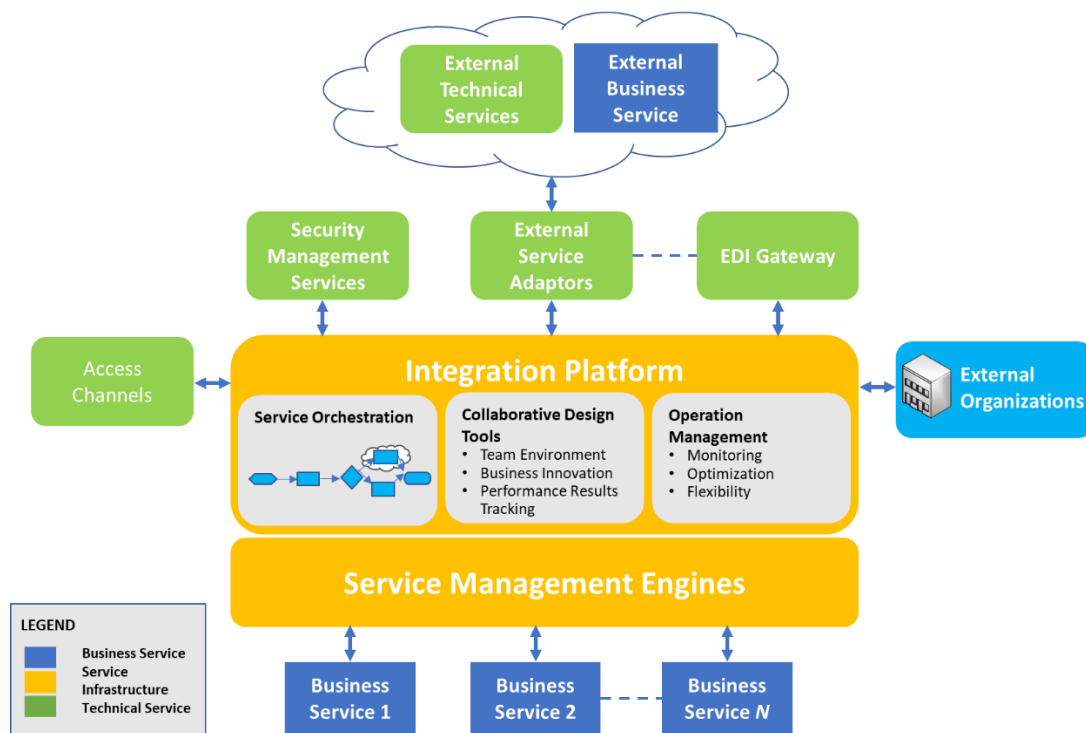 External
Technical
Services
External
Business
Service
Security
Management
Services
External
Service
Adaptors
EDI Gateway
Access
Channels
Integration Platform
External
Organizations
Service Orchestration
Collaborative Design
Tools
• Team Environment
• Business Innovation
• Performance Results
Tracking
Operation
Management
• Monitoring
• Optimization
• Flexibility
Service Management Engines
LEGEND
Business Service
Service
Infrastructure
Technical Service
Business
Service 1
Business
Service 2
Business
Service N